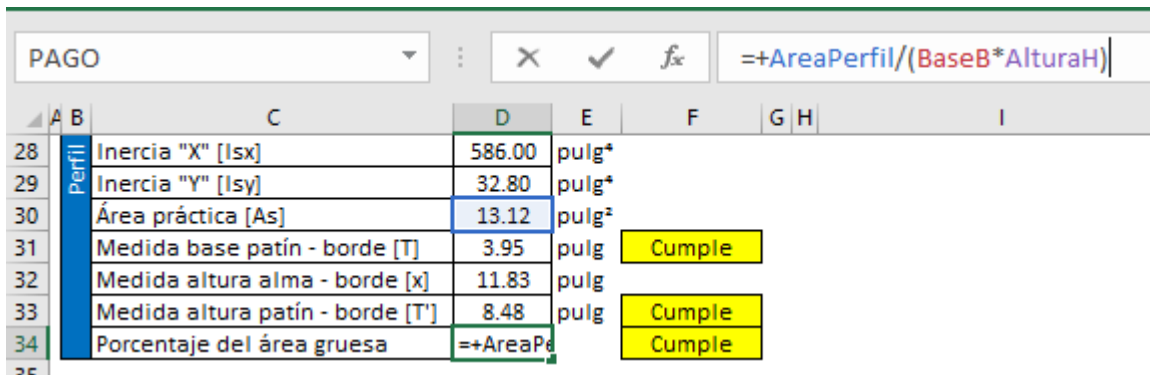 PAGO fx =+AreaPerfil/(BaseB*AlturaH)
A B C D E F G H I
28 Inercia "X" [Isx] 586.00 pulg⁴
29 Inercia "Y" [Isy] 32.80 pulg⁴
30 Área práctica [As] 13.12 pulg²
31 Medida base patín - borde [T] 3.95 pulg Cumple
32 Medida altura alma - borde [x] 11.83 pulg
33 Medida altura patín - borde [T'] 8.48 pulg Cumple
34 Porcentaje del área gruesa =+AreaPe Cumple
35
Perfil